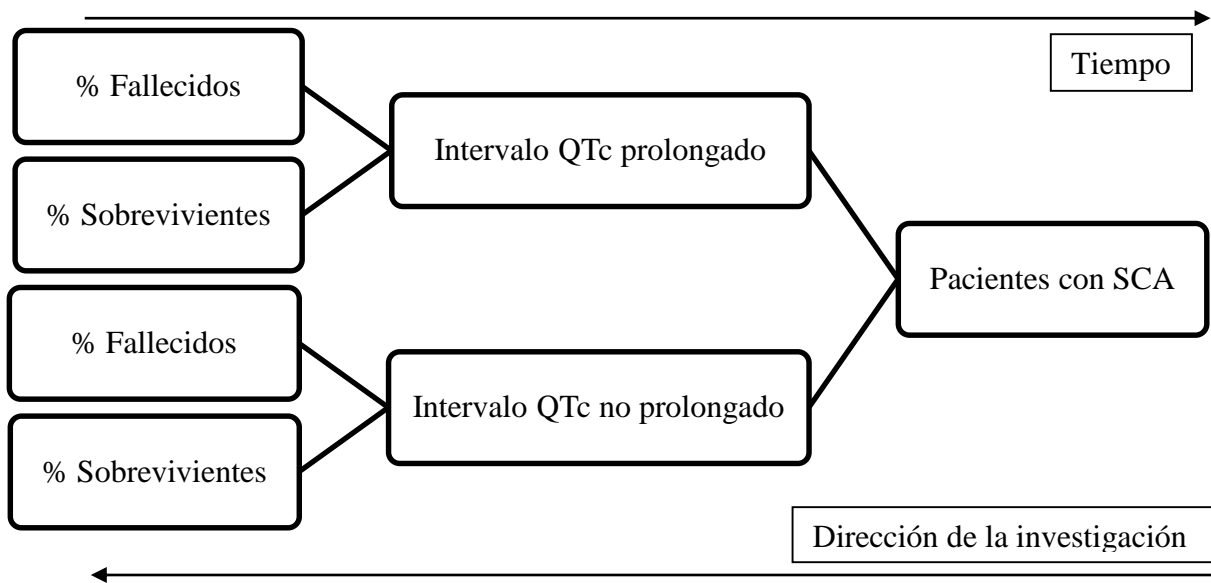 Tiempo
% Fallecidos
Intervalo QTc prolongado
% Sobrevivientes
Pacientes con SCA
% Fallecidos
Intervalo QTc no prolongado
% Sobrevivientes
Dirección de la investigación